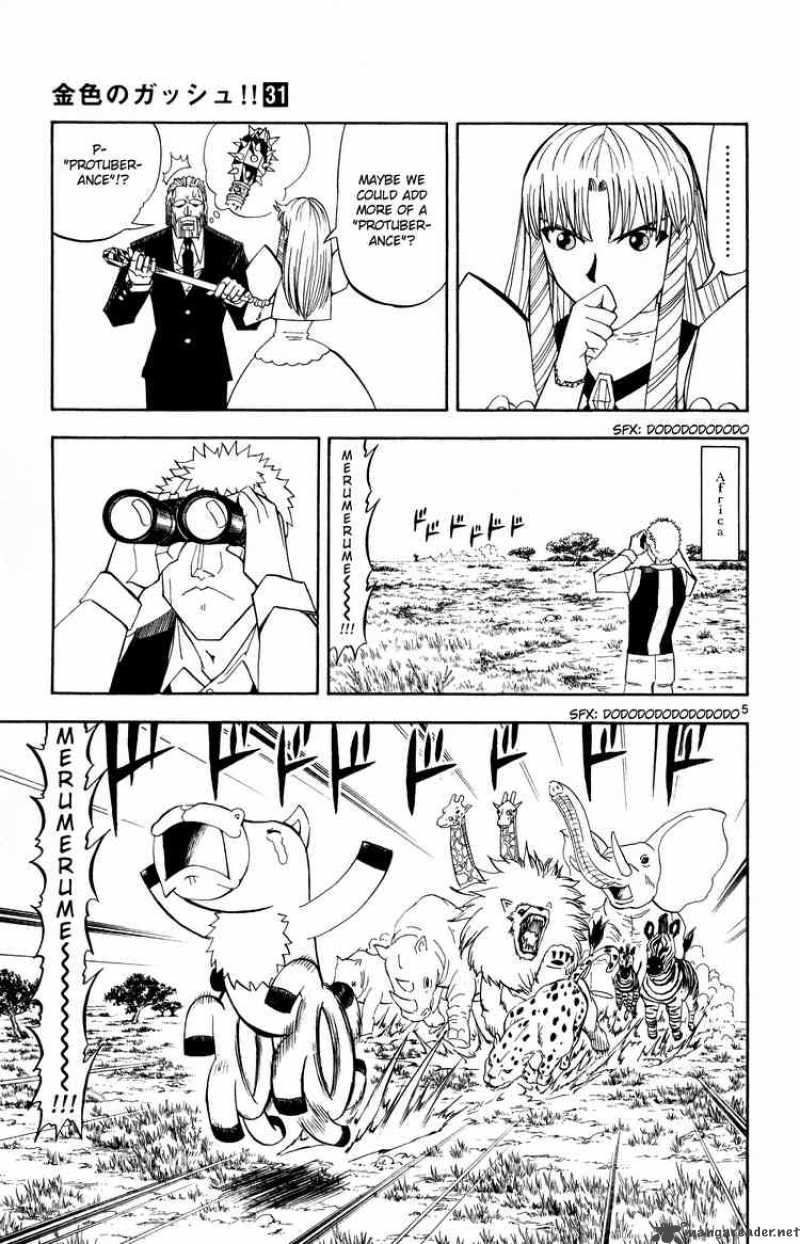 金色のガッシュ!!31
..........
MAYBE WE
COULD ADD
MORE OF A
"PROTUBER-
ANCE"?
P-
"PROTUBER-
ANCE"!?
SFX: DODODODODODO
Africa
ドドドドドド
MERUMERUME~~~~!!!
SFX: DODODODODODODODO
5
ドドドドドドド
MERUMERUME~~~~~~!!!
mangareader.net